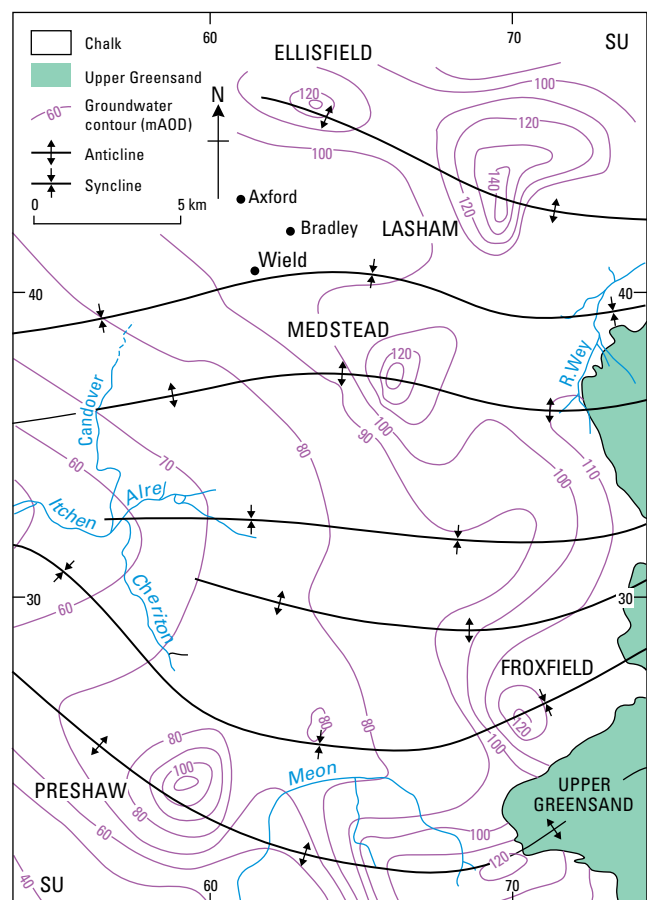 60
70
SU
Chalk
Upper Greensand
60
Groundwater
contour (mAOD)
Anticline
Syncline
0
5 km
N
ELLISFIELD
120
100
100
120
140
120
Axford
Bradley
LASHAM
Wield
40
40
MEDSTEAD
120
R.Wey
Candover
100
90
80
60
70
100
110
Alre
Itchen
Cheriton
30
30
60
FROXFIELD
80
120
100
80
100
Meon
PRESHAW
80
60
UPPER
GREENSAND
100
120
40
SU
60
70